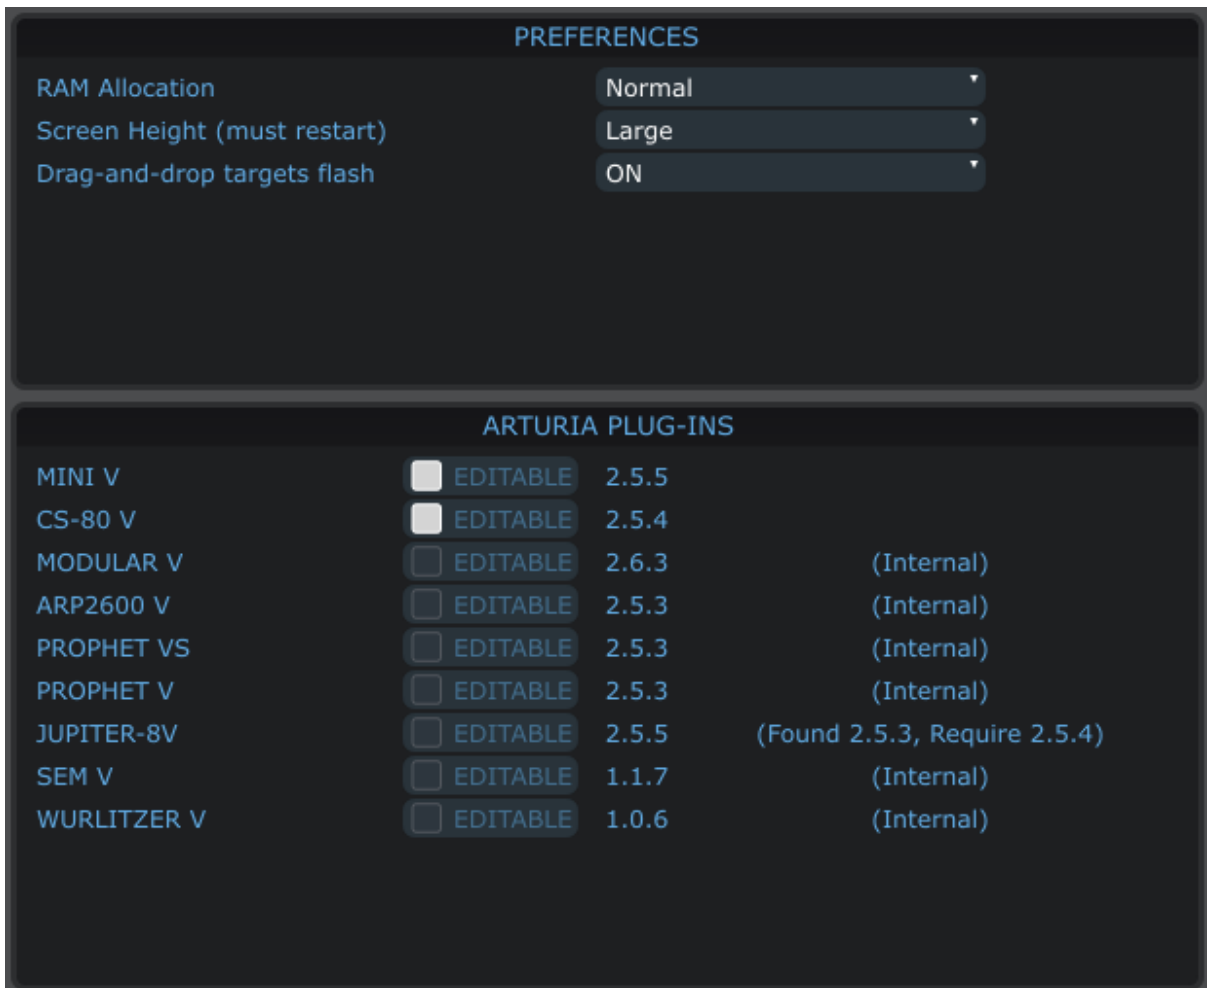 PREFERENCES
RAM Allocation Normal
Screen Height (must restart) Large
Drag-and-drop targets flash ON
ARTURIA PLUG-INS
MINI V EDITABLE 2.5.5
CS-80 V EDITABLE 2.5.4
MODULAR V EDITABLE 2.6.3 (Internal)
ARP2600 V EDITABLE 2.5.3 (Internal)
PROPHET VS EDITABLE 2.5.3 (Internal)
PROPHET V EDITABLE 2.5.3 (Internal)
JUPITER-8V EDITABLE 2.5.5 (Found 2.5.3, Require 2.5.4)
SEM V EDITABLE 1.1.7 (Internal)
WURLITZER V EDITABLE 1.0.6 (Internal)